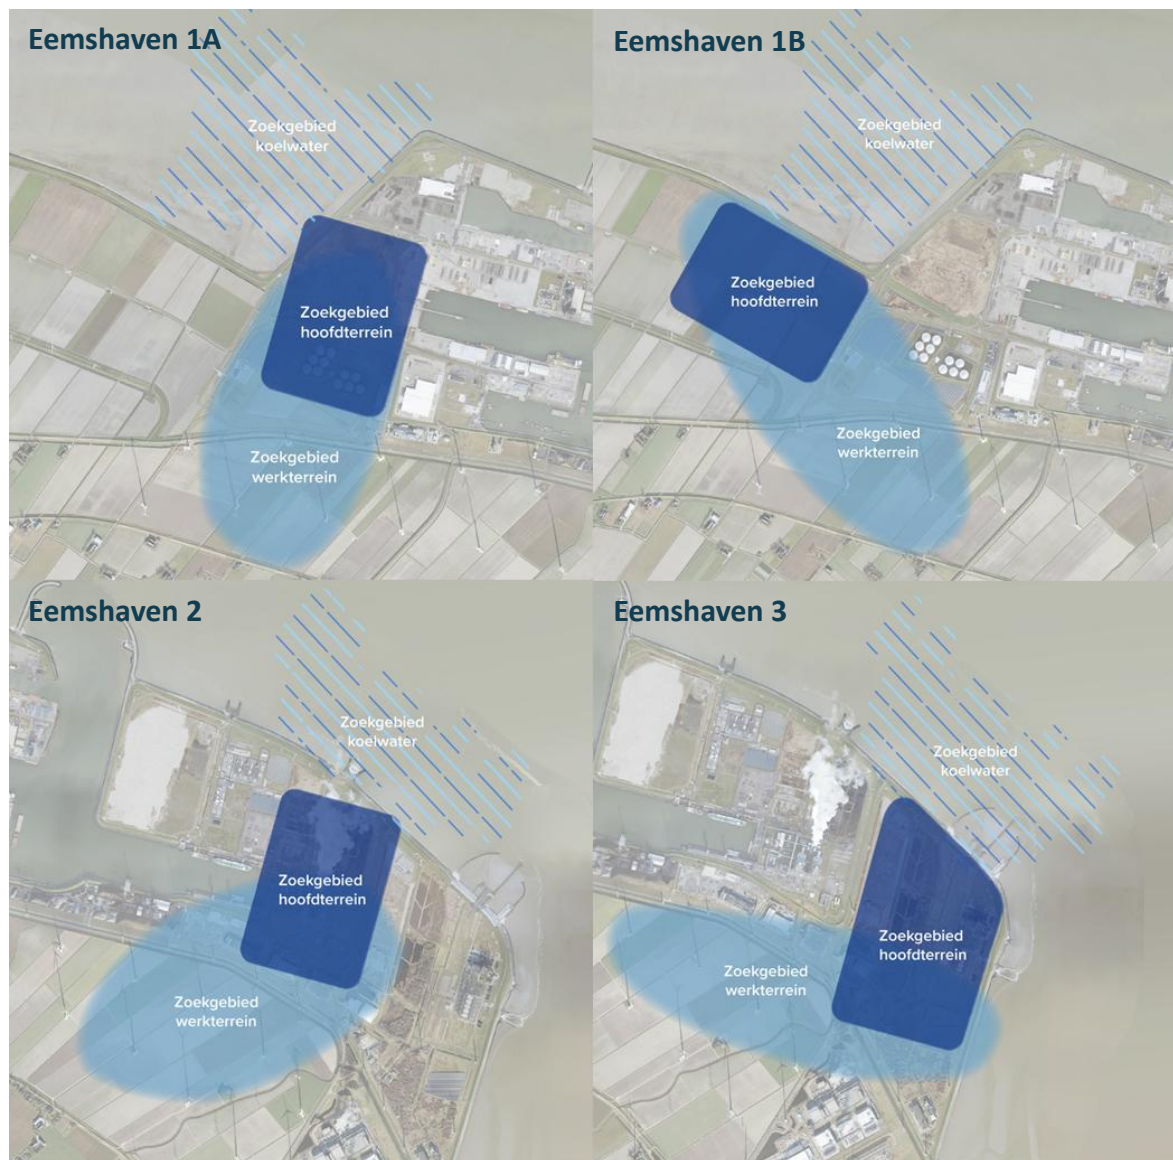 Eemshaven 1A
Zoekgebied
koelwater
Zoekgebied
hoofdterrein
Zoekgebied
werkterrein
Eemshaven 1B
Zoekgebied
koelwater
Zoekgebied
hoofdterrein
Zoekgebied
werkterrein
Eemshaven 2
Zoekgebied
koelwater
Zoekgebied
hoofdterrein
Zoekgebied
werkterrein
Eemshaven 3
Zoekgebied
koelwater
Zoekgebied
hoofdterrein
Zoekgebied
werkterrein